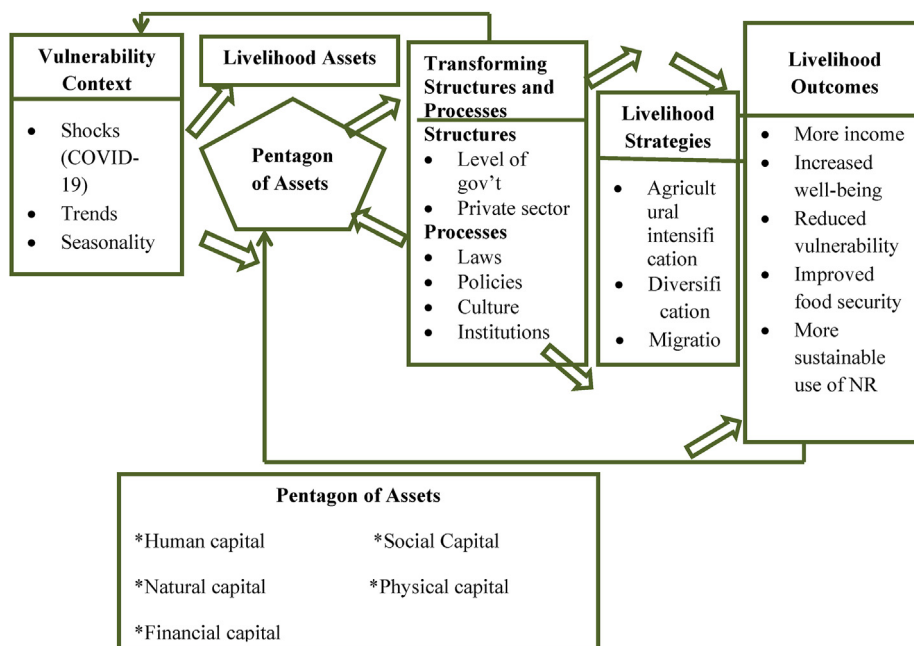 Vulnerability
Context
• Shocks
(COVID-
19)
• Trends
• Seasonality
Livelihood Assets
Pentagon
of Assets
Transforming
Structures and
Processes
Structures
• Level of
gov't
• Private sector
Processes
• Laws
• Policies
• Culture
• Institutions
Livelihood
Strategies
• Agricult
ural
intensifi
cation
• Diversifi
cation
• Migratio
Livelihood
Outcomes
• More income
• Increased
well-being
• Reduced
vulnerability
• Improved
food security
• More
sustainable
use of NR
Pentagon of Assets
*Human capital *Social Capital
*Natural capital *Physical capital
*Financial capital